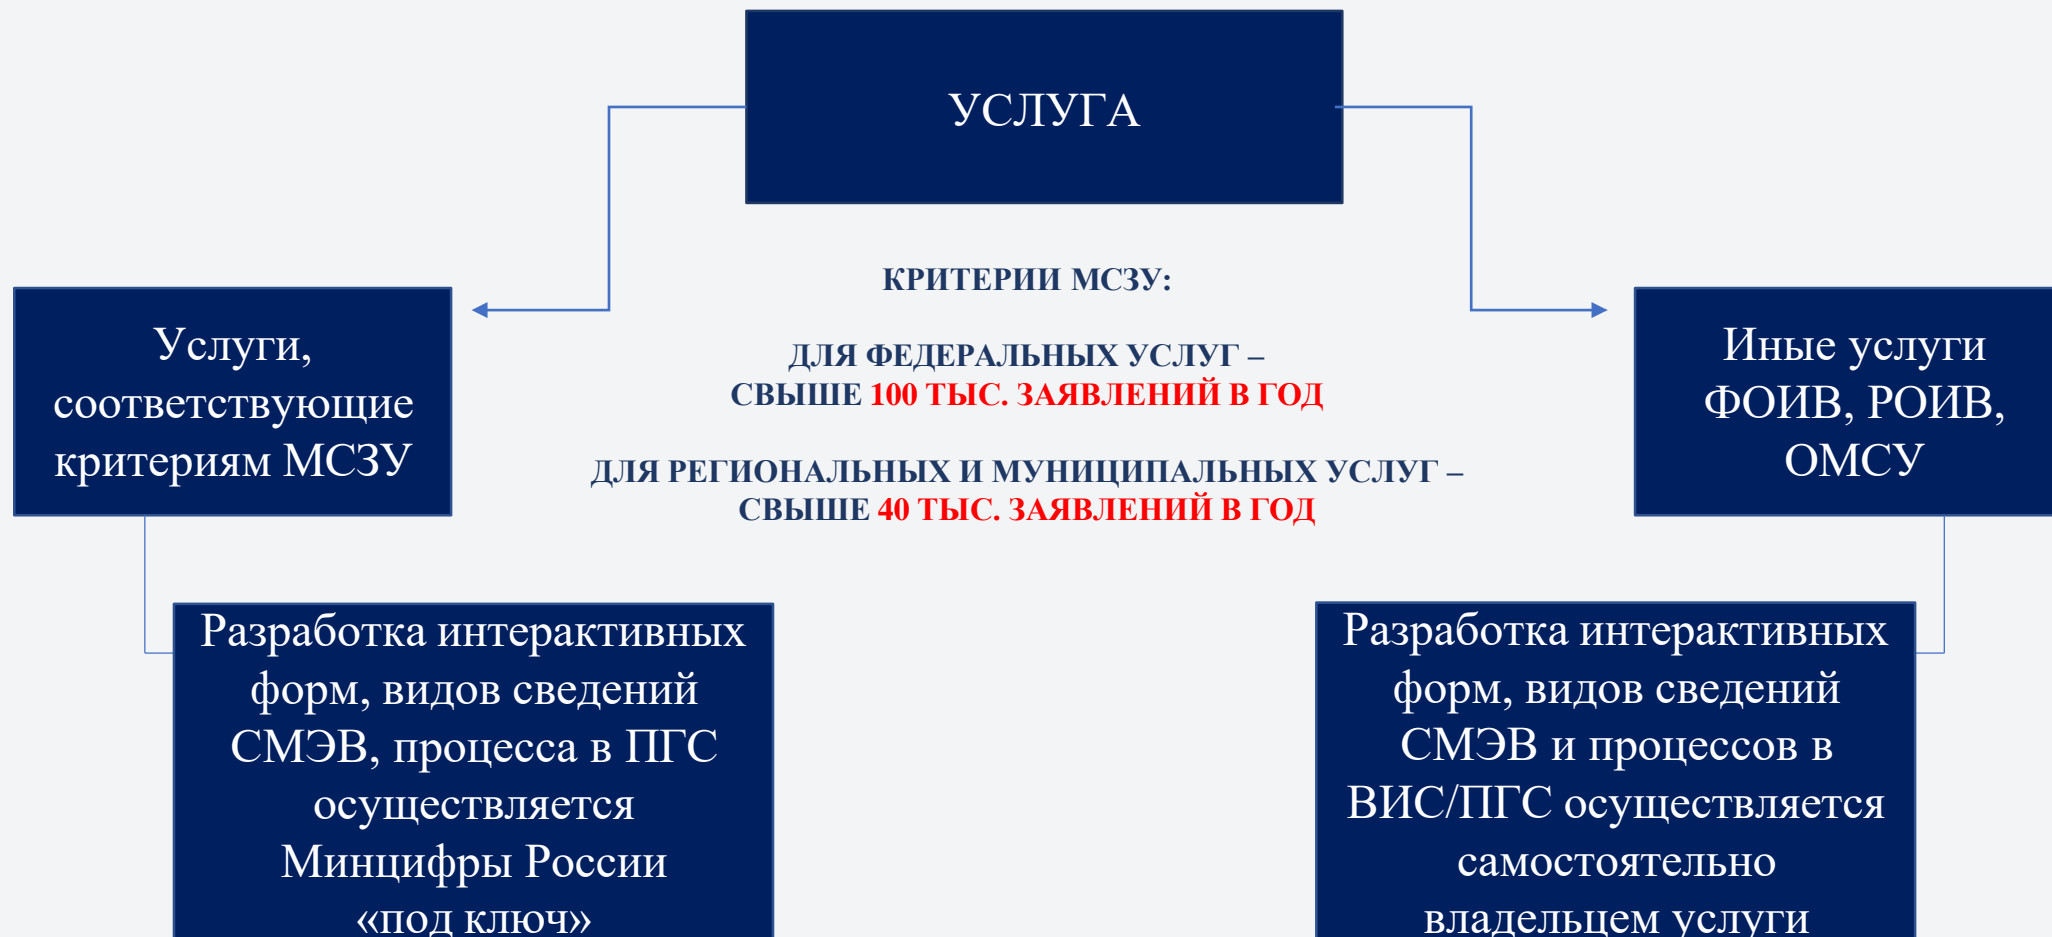 УСЛУГА
КРИТЕРИИ МСЗУ:
ДЛЯ ФЕДЕРАЛЬНЫХ УСЛУГ –
СВЫШЕ 100 ТЫС. ЗАЯВЛЕНИЙ В ГОД
ДЛЯ РЕГИОНАЛЬНЫХ И МУНИЦИПАЛЬНЫХ УСЛУГ –
СВЫШЕ 40 ТЫС. ЗАЯВЛЕНИЙ В ГОД
Услуги,
соответствующие
критериям МСЗУ
Иные услуги
ФОИВ, РОИВ,
ОМСУ
Разработка интерактивных
форм, видов сведений
СМЭВ, процесса в ПГС
осуществляется
Минцифры России
«под ключ»
Разработка интерактивных
форм, видов сведений
СМЭВ и процессов в
ВИС/ПГС осуществляется
самостоятельно
владельцем услуги